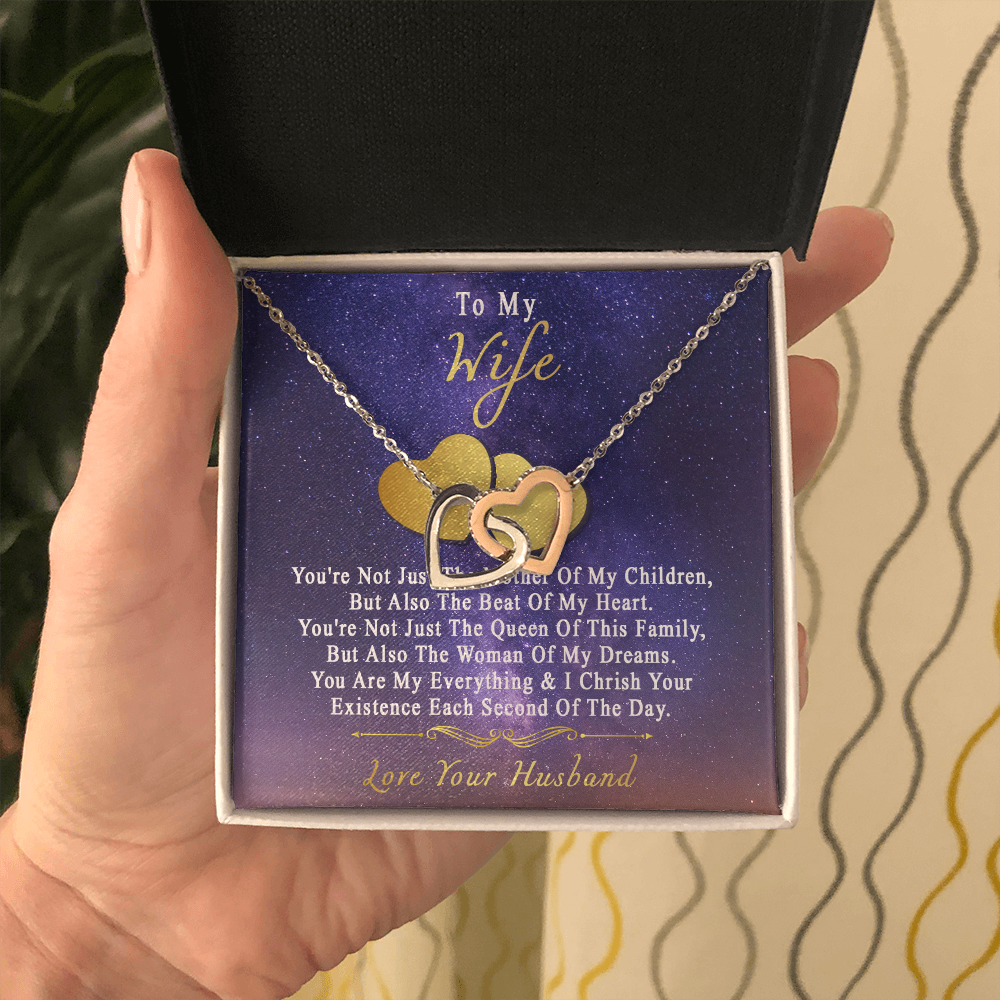 To My
Wife
You're Not Just Of My Children,
But Also The Beat Of My Heart.
You're Not Just The Queen Of This Family,
But Also The Woman Of My Dreams.
You Are My Everything & I Chrish Your
Existence Each Second Of The Day.
Love Your Husband